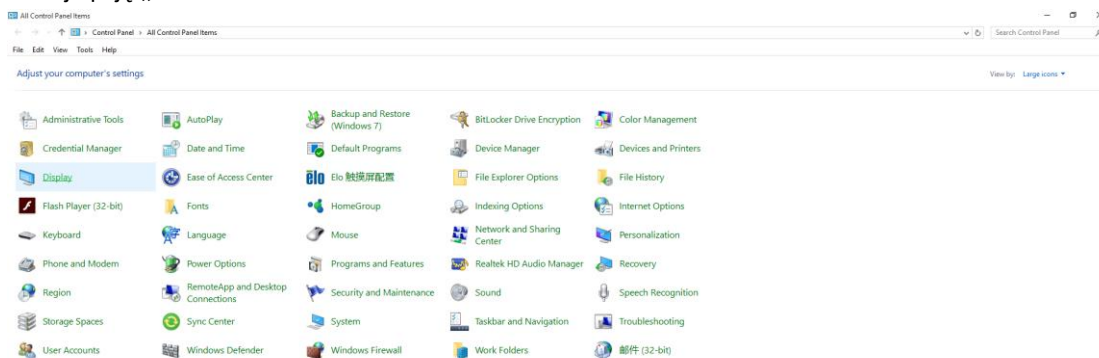 All Control Panel Items
Control Panel > All Control Panel Items
Search Control Panel
File Edit View Tools Help
Adjust your computer's settings
View by: Large icons
Administrative Tools
AutoPlay
Backup and Restore
(Windows 7)
BitLocker Drive Encryption
Color Management
Credential Manager
Date and Time
Default Programs
Device Manager
Devices and Printers
Display
Ease of Access Center
elo
Elo 触摸屏配置
File Explorer Options
File History
Flash Player (32-bit)
Fonts
HomeGroup
Indexing Options
Internet Options
Keyboard
Language
Mouse
Network and Sharing
Center
Personalization
Phone and Modem
Power Options
Programs and Features
Realtek HD Audio Manager
Recovery
Region
RemoteApp and Desktop
Connections
Security and Maintenance
Sound
Speech Recognition
Storage Spaces
Sync Center
System
Taskbar and Navigation
Troubleshooting
User Accounts
Windows Defender
Windows Firewall
Work Folders
邮件 (32-bit)